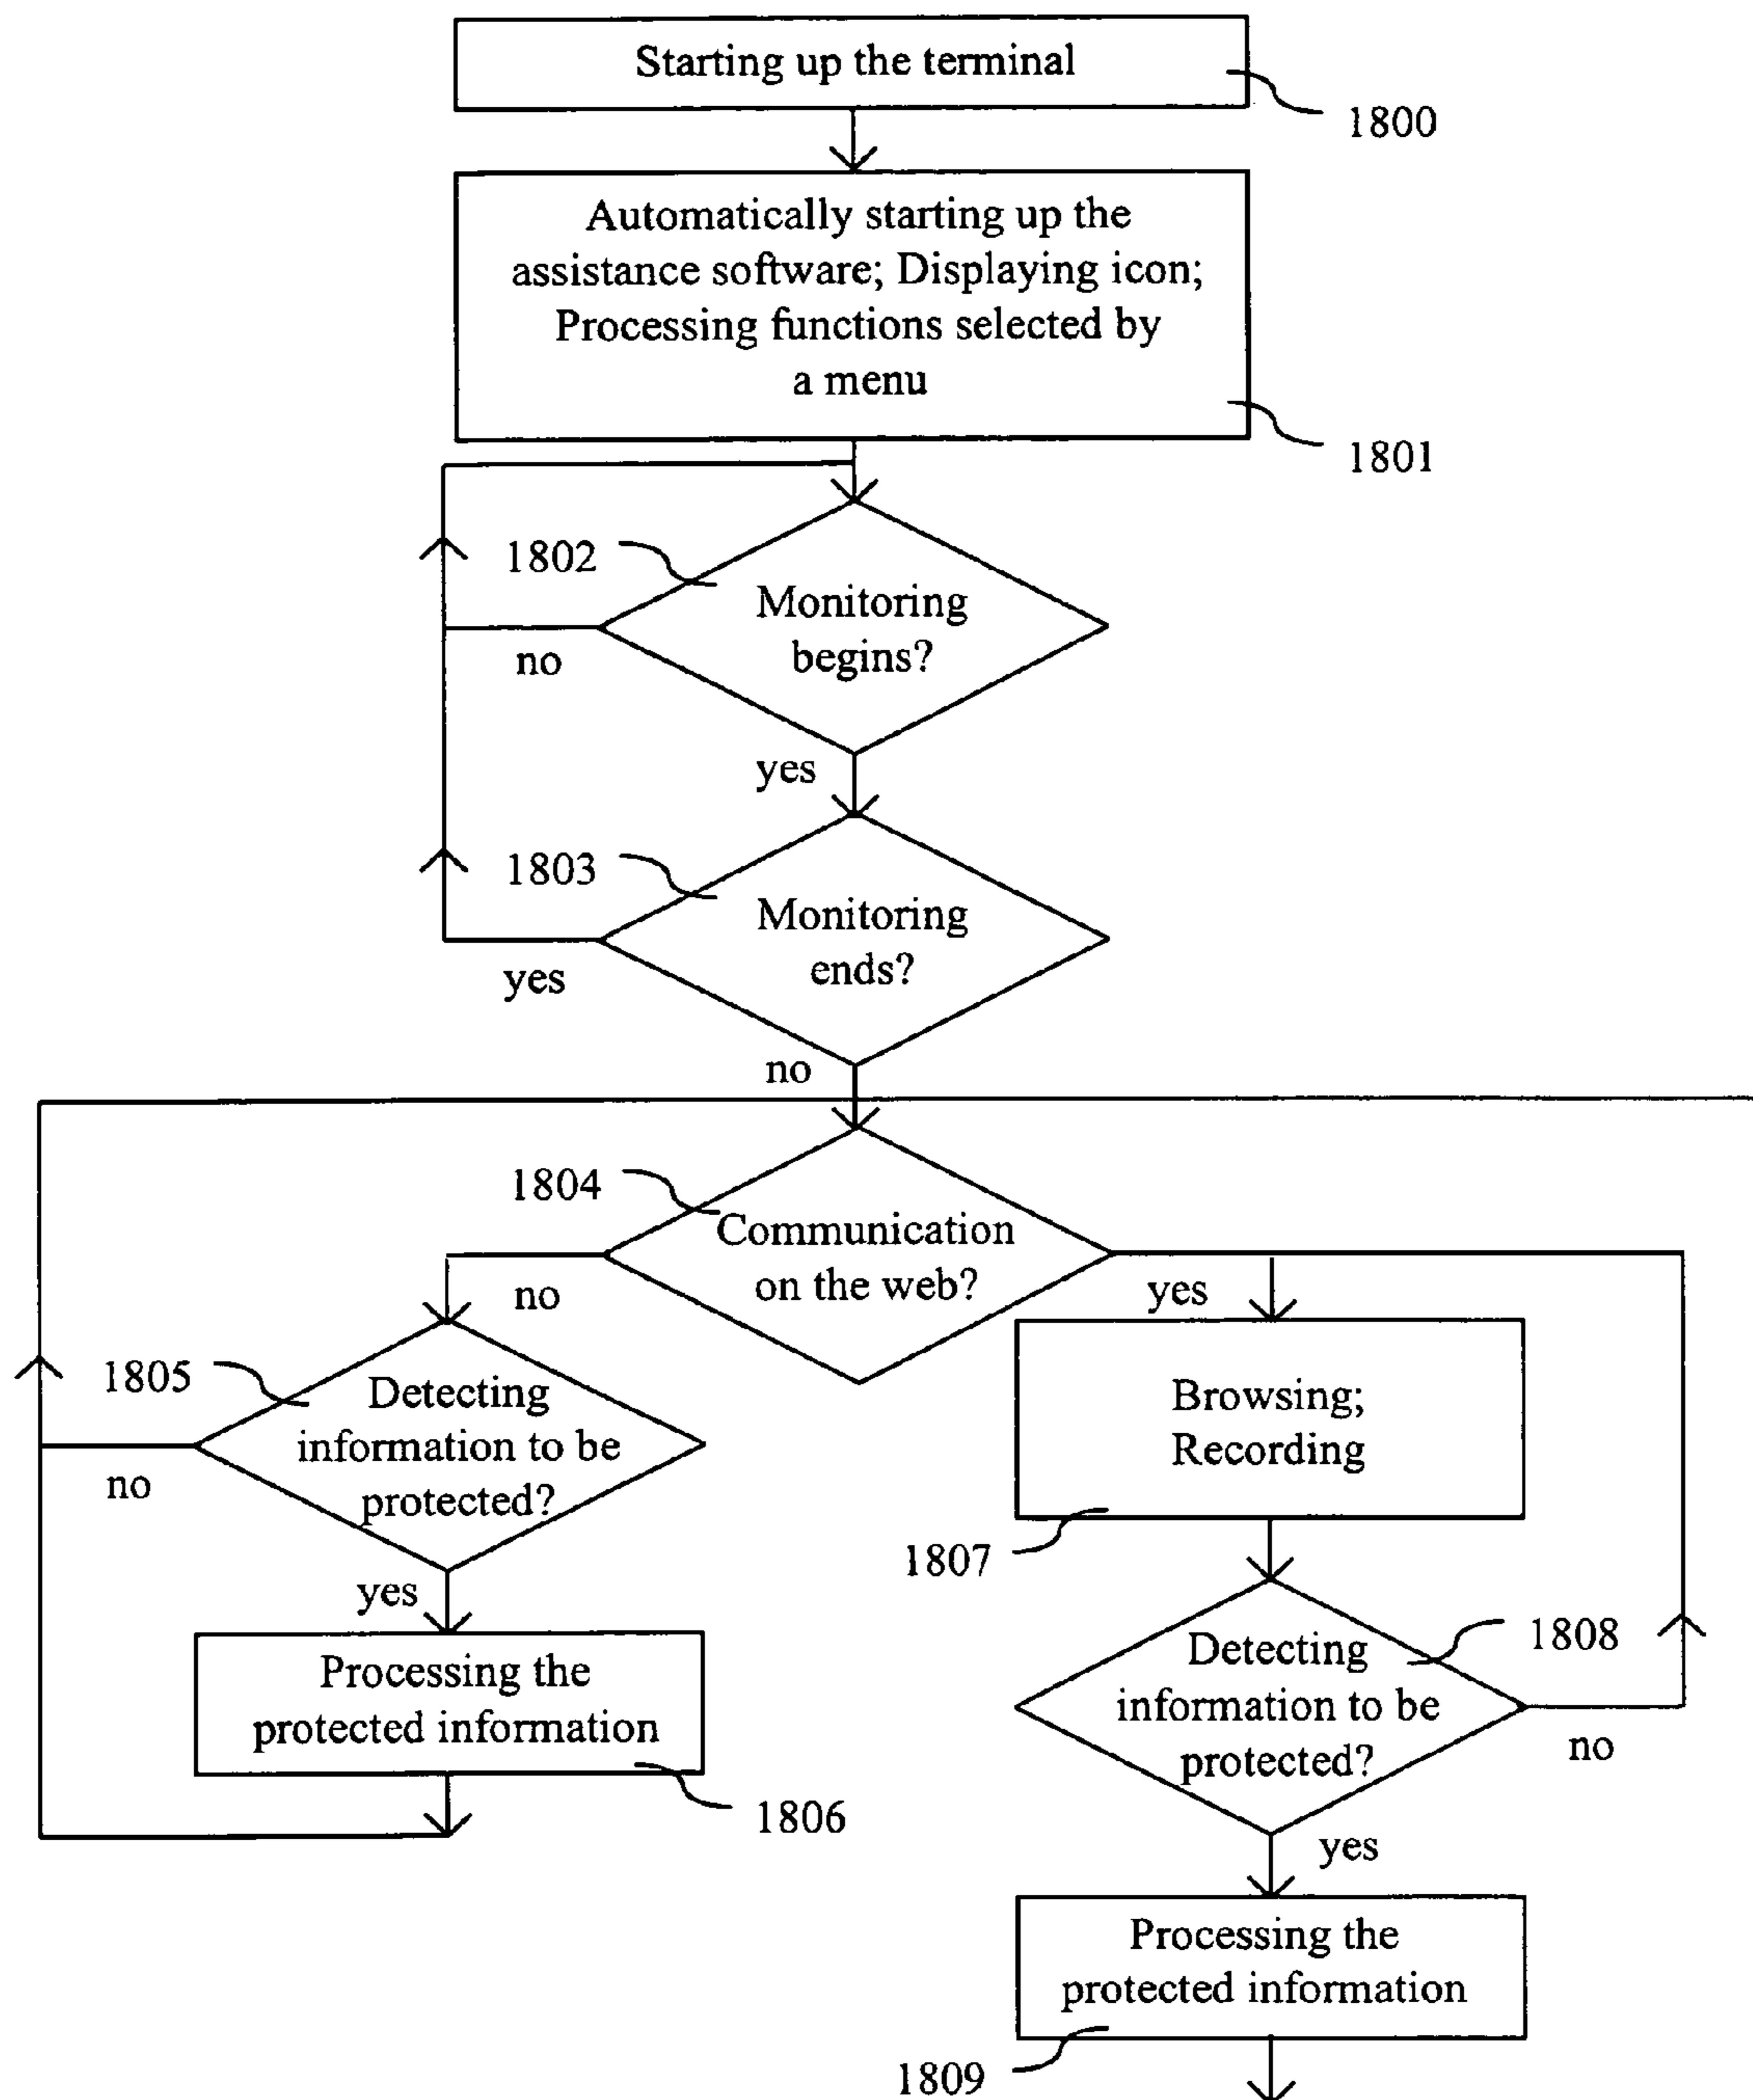 Starting up the terminal
1800
Automatically starting up the
assistance software; Displaying icon;
Processing functions selected by
a menu
1801
1802
Monitoring
begins?
no
yes
1803
Monitoring
ends?
yes
no
1804
Communication
on the web?
no
yes
1805
Detecting
information to be
protected?
no
yes
Browsing;
Recording
1807
Processing the
protected information
1806
1808
Detecting
information to be
protected?
no
yes
Processing the
protected information
1809